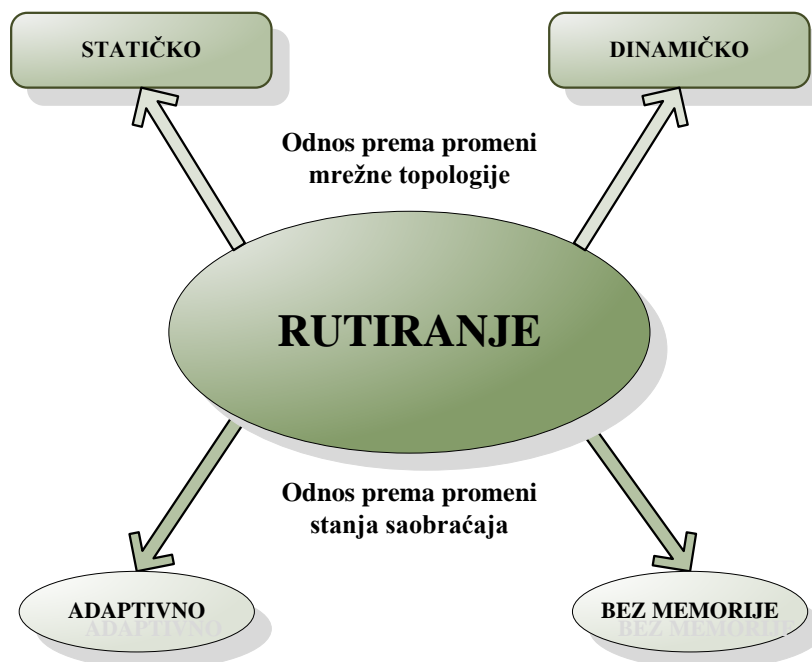 STATIČKO
DINAMIČKO
Odnos prema promeni
mrežne topologije
RUTIRANJE
Odnos prema promeni
stanja saobraćaja
ADAPTIVNO
BEZ MEMORIJE